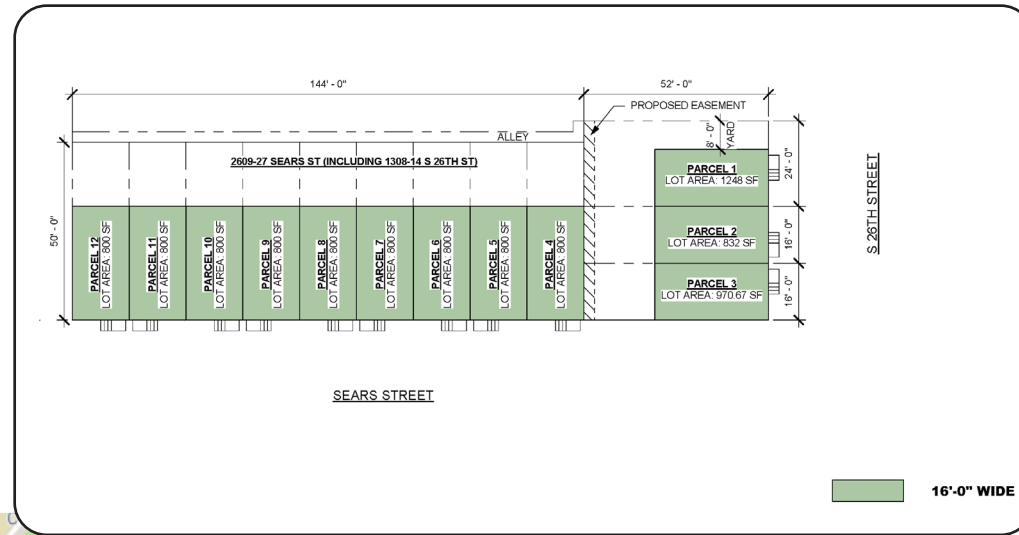 144' - 0"
52' - 0"
PROPOSED EASEMENT
ALLEY
8' - 0"
YARD
2609-27 SEARS ST (INCLUDING 1308-14 S 26TH ST)
50' - 0"
PARCEL 12
LOT AREA: 800 SF
PARCEL 11
LOT AREA: 800 SF
PARCEL 10
LOT AREA: 800 SF
PARCEL 9
LOT AREA: 800 SF
PARCEL 8
LOT AREA: 800 SF
PARCEL 7
LOT AREA: 800 SF
PARCEL 6
LOT AREA: 800 SF
PARCEL 5
LOT AREA: 800 SF
PARCEL 4
LOT AREA: 800 SF
PARCEL 1
LOT AREA: 1248 SF
24' - 0"
PARCEL 2
LOT AREA: 832 SF
16' - 0"
PARCEL 3
LOT AREA: 970.67 SF
16' - 0"
S 26TH STREET
SEARS STREET
16'-0" WIDE